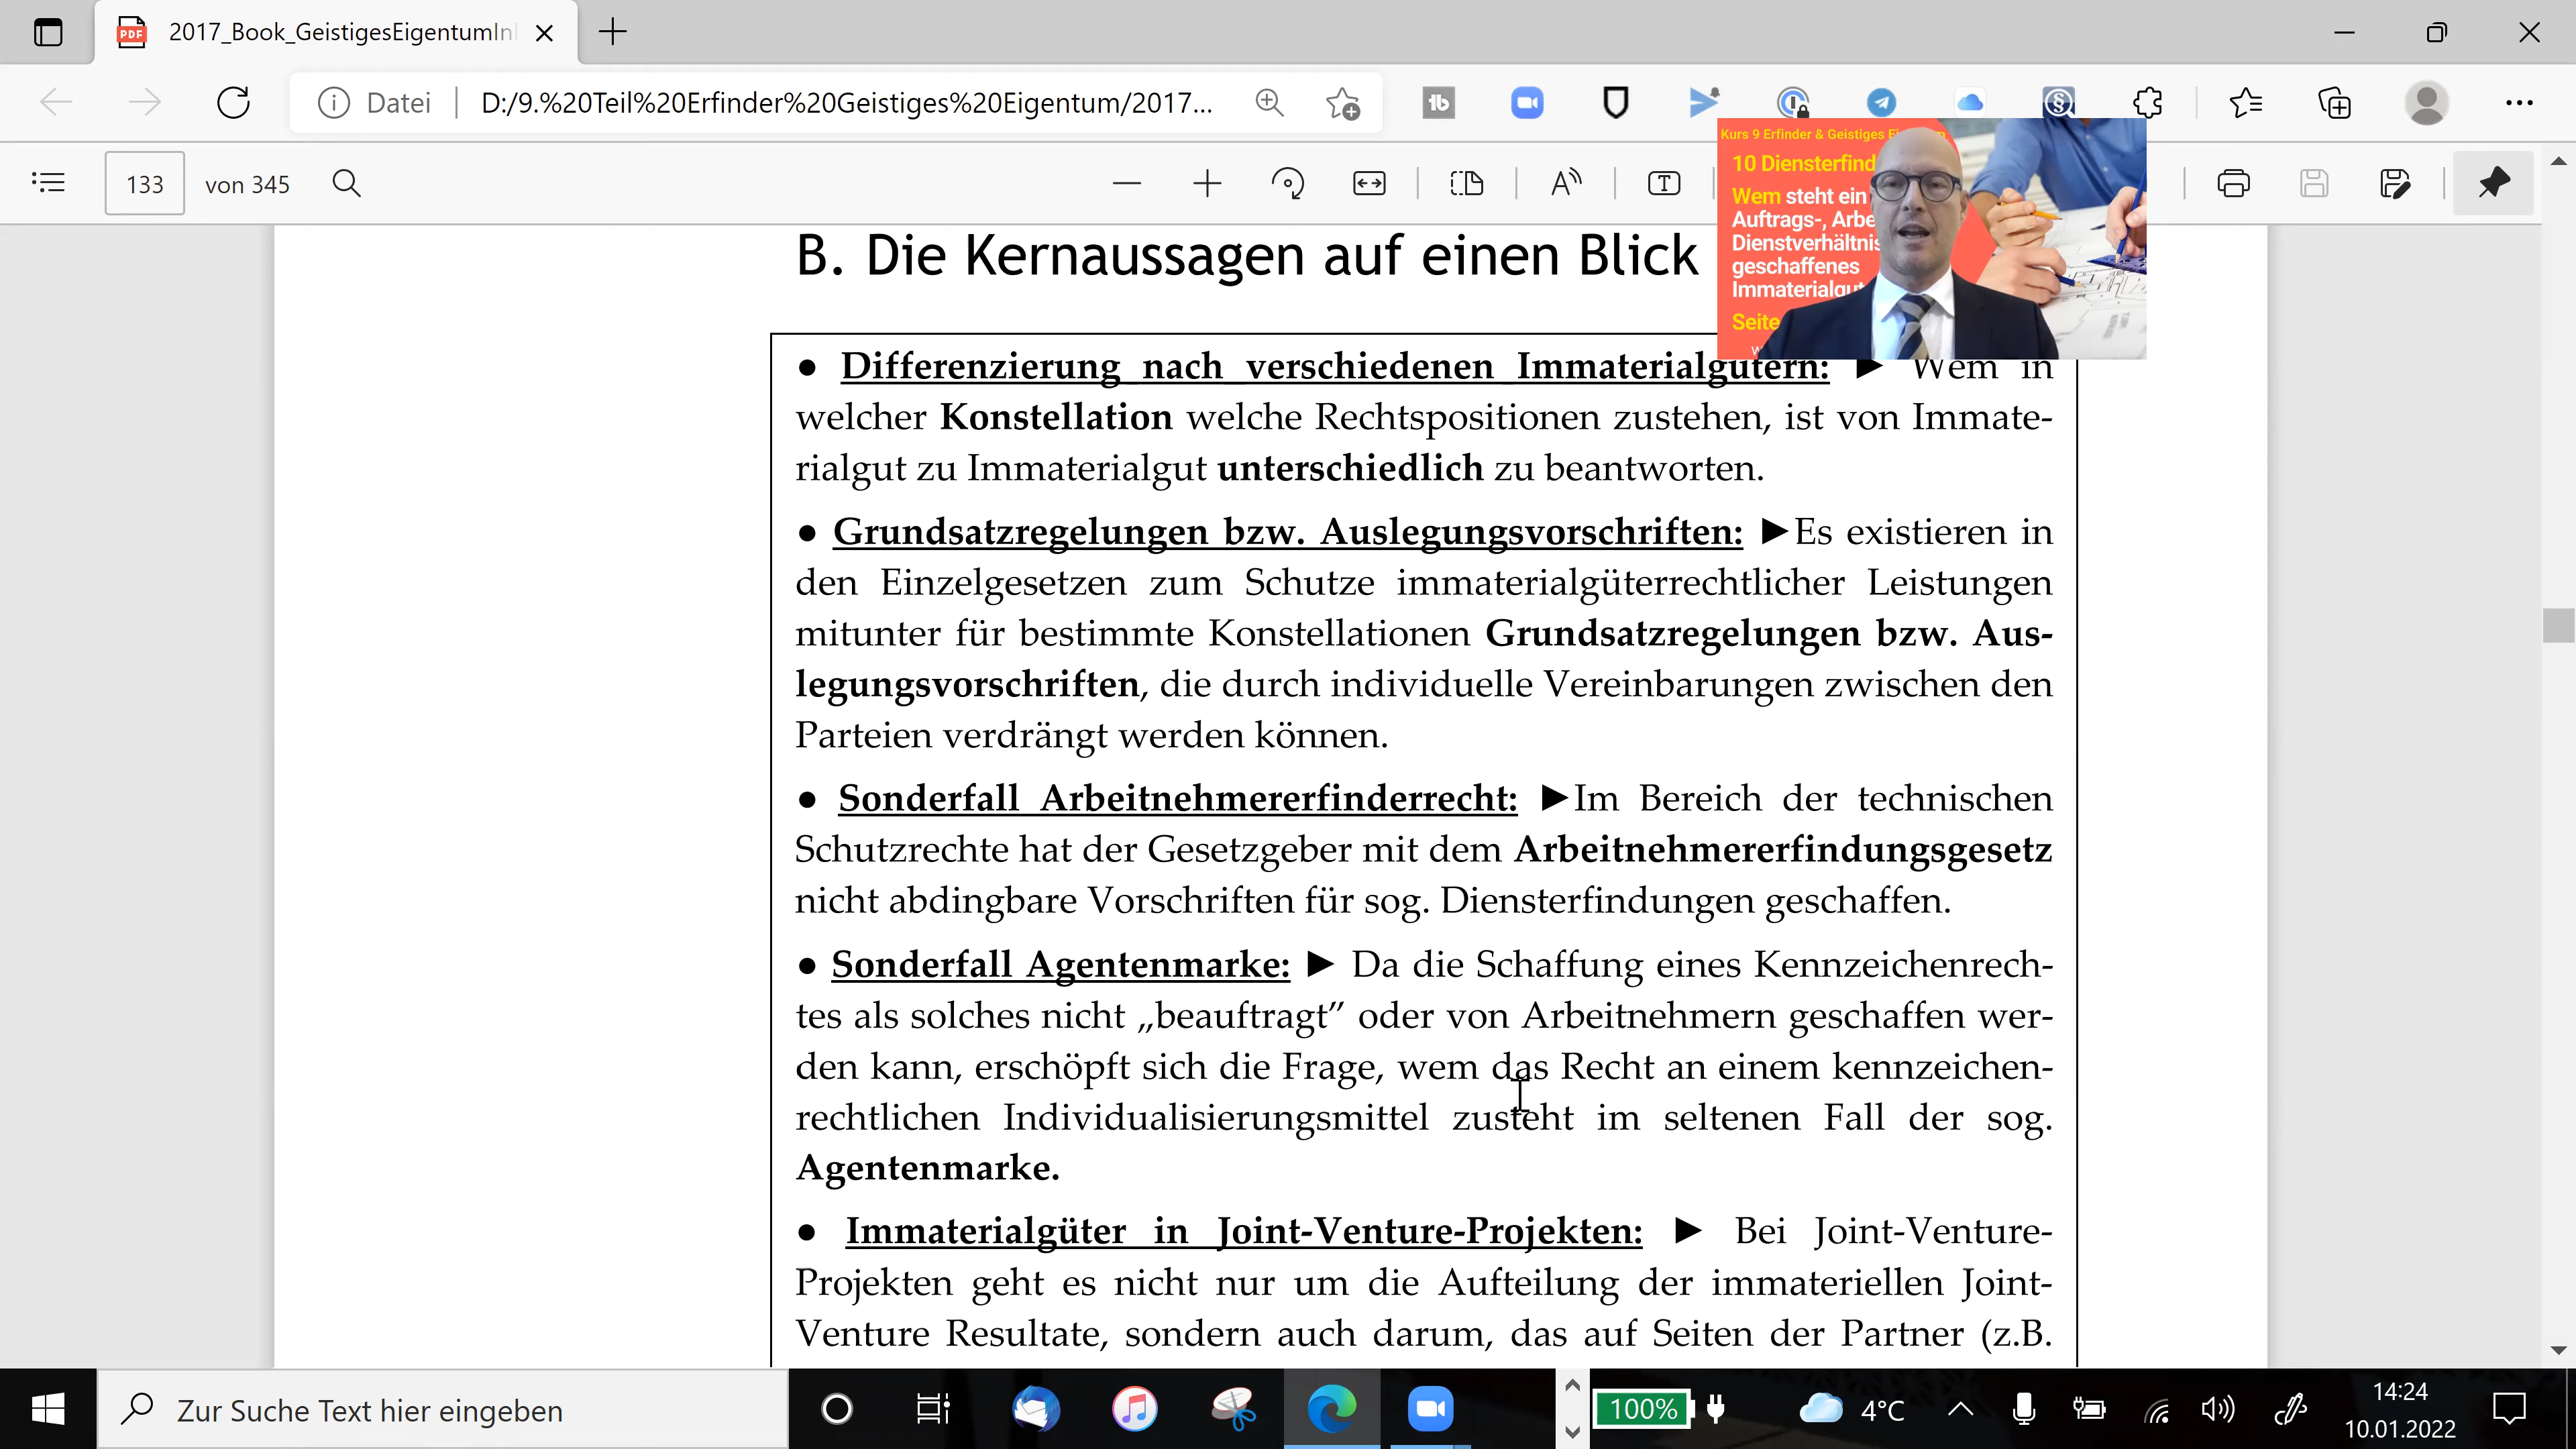 2017_Book_GeistigesEigentumIn
Datei
D:/9.%20Teil%20Erfinder%20Geistiges%20Eigentum/2017...
133
von 345
Kurs 9 Erfinder & Geistiges
10 Diensterfind
Wem steht ein
Auftrags-, Arbe
Dienstverhältnis
geschaffenes
Immaterialgut
Seite
B. Die Kernaussagen auf einen Blick
● Differenzierung nach verschiedenen Immaterialgütern: ► Wem in
welcher Konstellation welche Rechtspositionen zustehen, ist von Immate-
rialgut zu Immaterialgut unterschiedlich zu beantworten.
● Grundsatzregelungen bzw. Auslegungsvorschriften: ►Es existieren in
den Einzelgesetzen zum Schutze immaterialgüterrechtlicher Leistungen
mitunter für bestimmte Konstellationen Grundsatzregelungen bzw. Aus-
legungsvorschriften, die durch individuelle Vereinbarungen zwischen den
Parteien verdrängt werden können.
● Sonderfall Arbeitnehmererfinderrecht: ►Im Bereich der technischen
Schutzrechte hat der Gesetzgeber mit dem Arbeitnehmererfindungsgesetz
nicht abdingbare Vorschriften für sog. Diensterfindungen geschaffen.
● Sonderfall Agentenmarke: ► Da die Schaffung eines Kennzeichenrech-
tes als solches nicht „beauftragt” oder von Arbeitnehmern geschaffen wer-
den kann, erschöpft sich die Frage, wem das Recht an einem kennzeichen-
rechtlichen Individualisierungsmittel zusteht im seltenen Fall der sog.
Agentenmarke.
● Immaterialgüter in Joint-Venture-Projekten: ► Bei Joint-Venture-
Projekten geht es nicht nur um die Aufteilung der immateriellen Joint-
Venture Resultate, sondern auch darum, das auf Seiten der Partner (z.B.
Zur Suche Text hier eingeben
100%
4°C
14:24
10.01.2022